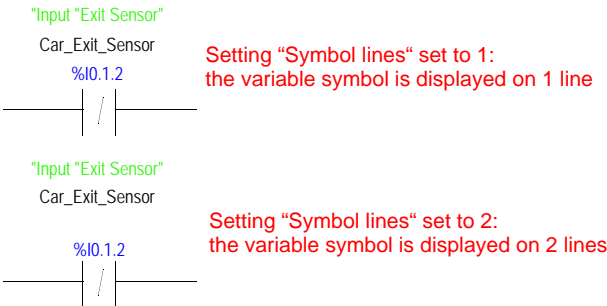 "Input "Exit Sensor"
Car_Exit_Sensor
%I0.1.2
/
Setting “Symbol lines“ set to 1:
the variable symbol is displayed on 1 line
"Input "Exit Sensor"
Car_Exit_Sensor
%I0.1.2
/
Setting “Symbol lines“ set to 2:
the variable symbol is displayed on 2 lines